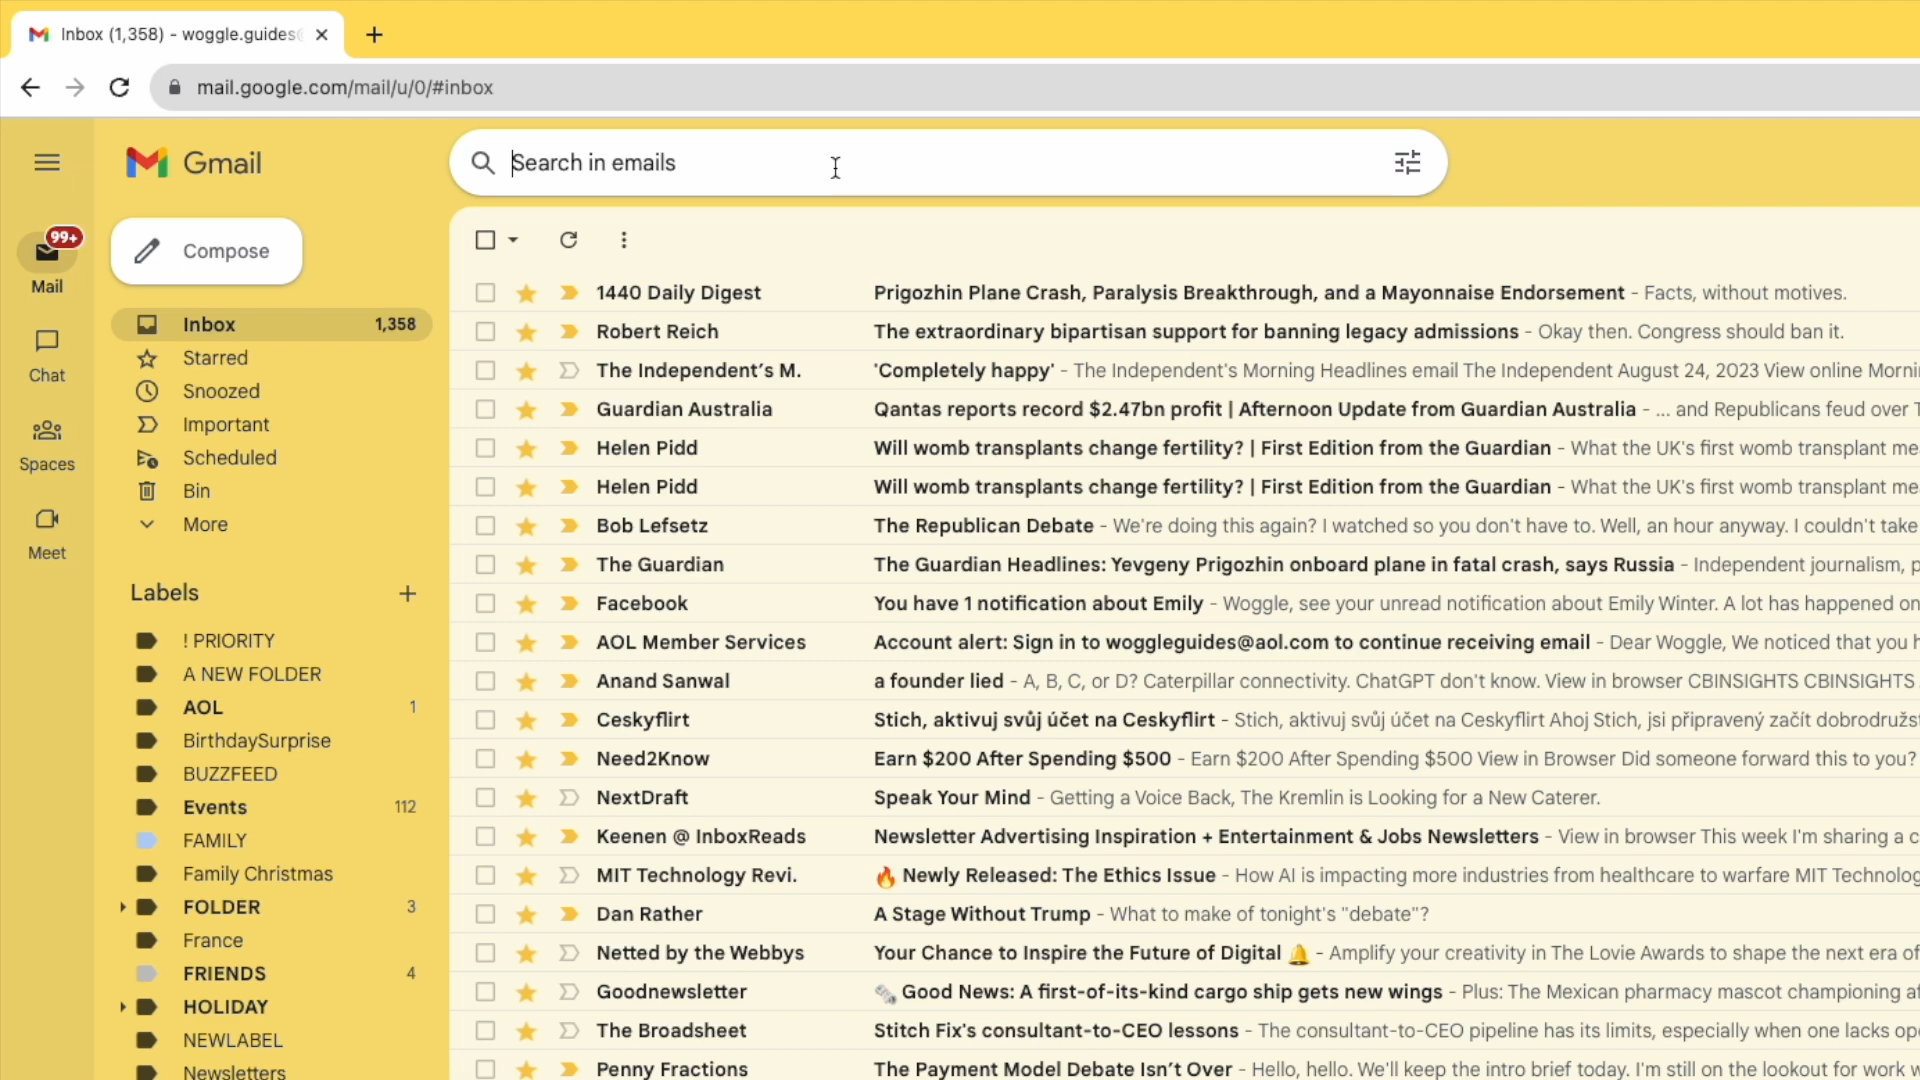 Inbox (1,358) - woggle.guides
mail.google.com/mail/u/0/#inbox
Gmail
Search in emails
99+
Mail
Chat
Spaces
Meet
Compose
Inbox 1,358
Starred
Snoozed
Important
Scheduled
Bin
More
Labels
! PRIORITY
A NEW FOLDER
AOL 1
BirthdaySurprise
BUZZFEED
Events 112
FAMILY
Family Christmas
FOLDER 3
France
FRIENDS 4
HOLIDAY
NEWLABEL
Newsletters
1440 Daily Digest Prigozhin Plane Crash, Paralysis Breakthrough, and a Mayonnaise Endorsement - Facts, without motives.
Robert Reich The extraordinary bipartisan support for banning legacy admissions - Okay then. Congress should ban it.
The Independent's M. 'Completely happy' - The Independent's Morning Headlines email The Independent August 24, 2023 View online Morni
Guardian Australia Qantas reports record $2.47bn profit | Afternoon Update from Guardian Australia - ... and Republicans feud over T
Helen Pidd Will womb transplants change fertility? | First Edition from the Guardian - What the UK's first womb transplant me
Helen Pidd Will womb transplants change fertility? | First Edition from the Guardian - What the UK's first womb transplant me
Bob Lefsetz The Republican Debate - We're doing this again? I watched so you don't have to. Well, an hour anyway. I couldn't take
The Guardian The Guardian Headlines: Yevgeny Prigozhin onboard plane in fatal crash, says Russia - Independent journalism, p
Facebook You have 1 notification about Emily - Woggle, see your unread notification about Emily Winter. A lot has happened on
AOL Member Services Account alert: Sign in to woggleguides@aol.com to continue receiving email - Dear Woggle, We noticed that you h
Anand Sanwal a founder lied - A, B, C, or D? Caterpillar connectivity. ChatGPT don't know. View in browser CBINSIGHTS CBINSIGHTS
Ceskyflirt Stich, aktivuj svůj účet na Ceskyflirt - Stich, aktivuj svůj účet na Ceskyflirt Ahoj Stich, jsi připravený začít dobrodružst
Need2Know Earn $200 After Spending $500 - Earn $200 After Spending $500 View in Browser Did someone forward this to you?
NextDraft Speak Your Mind - Getting a Voice Back, The Kremlin is Looking for a New Caterer.
Keenen @ InboxReads Newsletter Advertising Inspiration + Entertainment & Jobs Newsletters - View in browser This week I'm sharing a c
MIT Technology Revi. 🔥 Newly Released: The Ethics Issue - How AI is impacting more industries from healthcare to warfare MIT Technolog
Dan Rather A Stage Without Trump - What to make of tonight's "debate"?
Netted by the Webbys Your Chance to Inspire the Future of Digital 🔔 - Amplify your creativity in The Lovie Awards to shape the next era of
Goodnewsletter 🗞️ Good News: A first-of-its-kind cargo ship gets new wings - Plus: The Mexican pharmacy mascot championing a
The Broadsheet Stitch Fix's consultant-to-CEO lessons - The consultant-to-CEO pipeline has its limits, especially when one lacks op
Penny Fractions The Payment Model Debate Isn't Over - Hello, hello. We'll keep the intro brief today. I'm still on the lookout for work